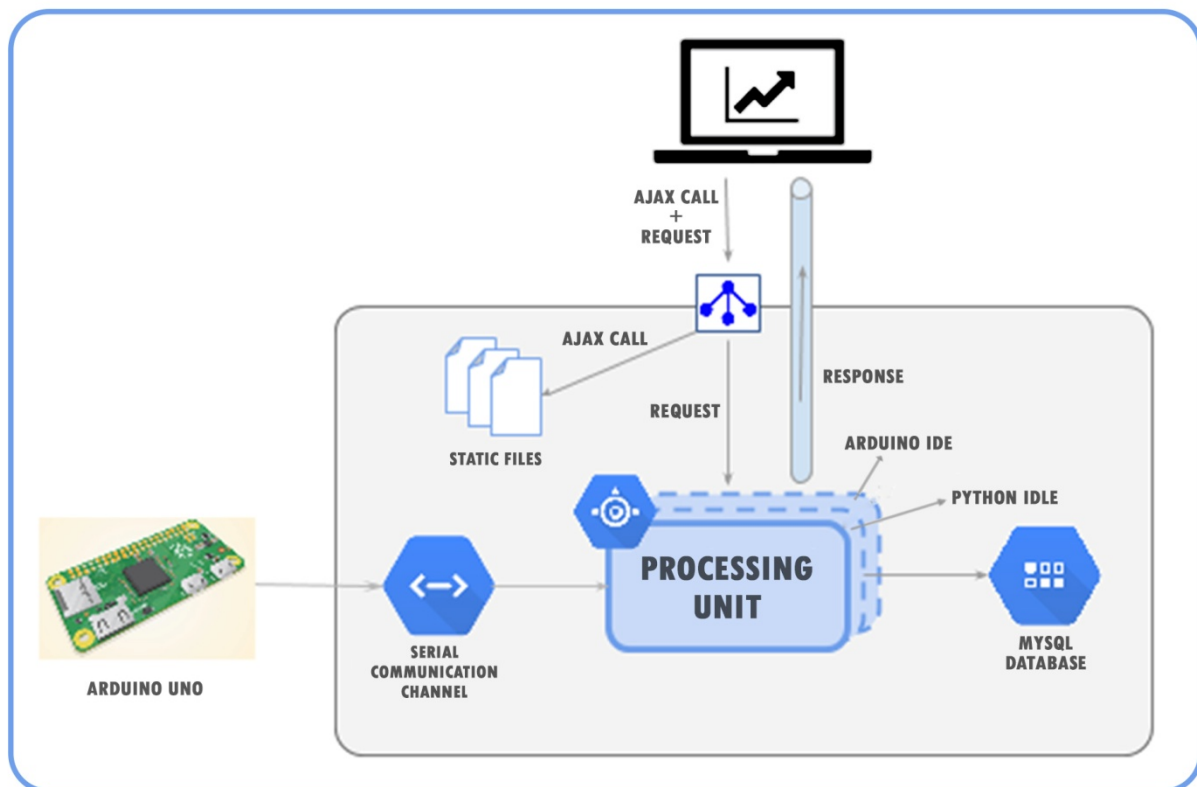 AJAX CALL
+
REQUEST
AJAX CALL
STATIC FILES
REQUEST
RESPONSE
ARDUINO IDE
PYTHON IDLE
PROCESSING
UNIT
ARDUINO UNO
SERIAL
COMMUNICATION
CHANNEL
MYSQL
DATABASE